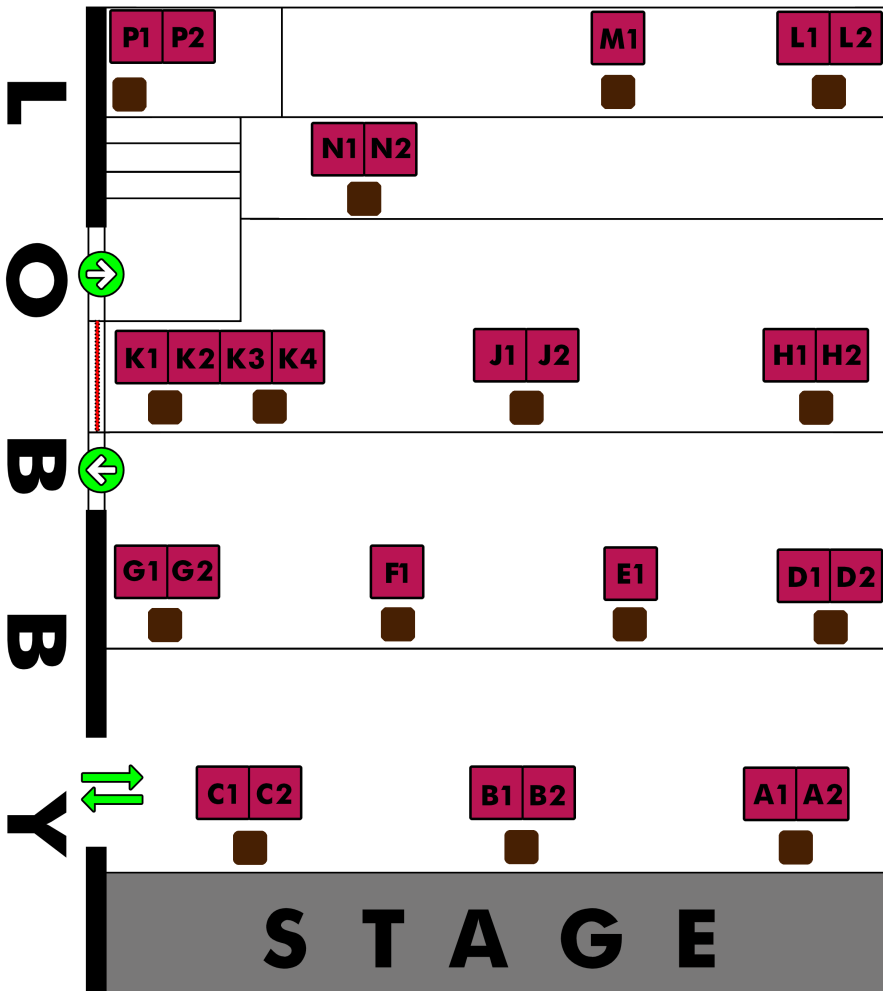 LOBBY
P1 P2 M1 L1 L2
N1 N2
K1 K2 K3 K4 J1 J2 H1 H2
G1 G2 F1 E1 D1 D2
C1 C2 B1 B2 A1 A2
STAGE